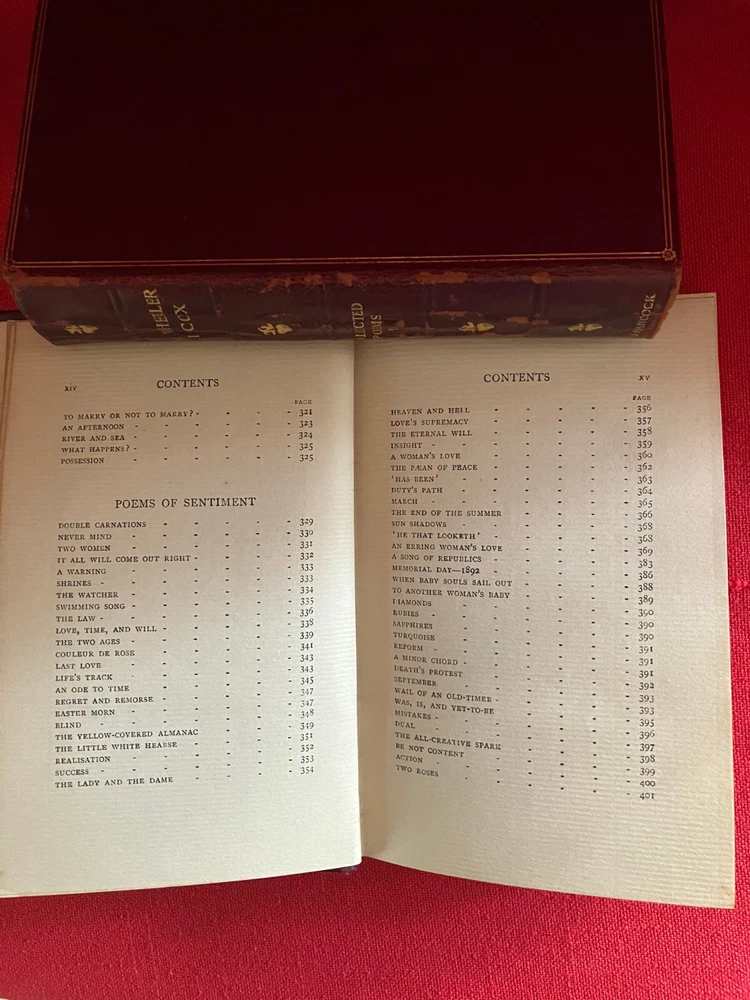 LECTED
HANCOCK
xiv CONTENTS
PAGE
TO MARRY OR NOT TO MARRY? - - - - 321
AN AFTERNOON - - - - - 323
RIVER AND SEA - - - - - 324
WHAT HAPPENS? - - - - - 325
POSSESSION - - - - - 325
POEMS OF SENTIMENT
DOUBLE CARNATIONS - - - - - 329
NEVER MIND - - - - - 330
TWO WOMEN - - - - - 331
IT ALL WILL COME OUT RIGHT - - - - 332
A WARNING - - - - - 333
SHRINES - - - - - 333
THE WATCHER - - - - - 334
SWIMMING SONG - - - - - 335
THE LAW - - - - - 336
LOVE, TIME, AND WILL - - - - - 338
THE TWO AGES - - - - - 339
COULEUR DE ROSE - - - - - 341
LAST LOVE - - - - - 343
LIFE'S TRACK - - - - - 343
AN ODE TO TIME - - - - - 345
REGRET AND REMORSE - - - - - 347
EASTER MORN - - - - - 347
BLIND - - - - - 348
THE YELLOW-COVERED ALMANAC - - - 349
THE LITTLE WHITE HEARSE - - - - 351
REALISATION - - - - - 352
SUCCESS - - - - - 353
THE LADY AND THE DAME - - - - 354
CONTENTS xv
PAGE
HEAVEN AND HELL - - - - - 356
LOVE'S SUPREMACY - - - - - 357
THE ETERNAL WILL - - - - - 358
INSIGHT - - - - - 359
A WOMAN'S LOVE - - - - - 360
THE PÆAN OF PEACE - - - - - 362
'HAS BEEN' - - - - - 363
DUTY'S PATH - - - - - 364
MARCH - - - - - 365
THE END OF THE SUMMER - - - - 366
SUN SHADOWS - - - - - 368
'HE THAT LOOKETH' - - - - - 368
AN ERRING WOMAN'S LOVE - - - - 369
A SONG OF REPUBLICS - - - - - 383
MEMORIAL DAY—1892 - - - - - 386
WHEN BABY SOULS SAIL OUT - - - - 388
TO ANOTHER WOMAN'S BABY - - - - 389
DIAMONDS - - - - - 390
RUBIES - - - - - 390
SAPPHIRES - - - - - 390
TURQUOISE - - - - - 391
REFORM - - - - - 391
A MINOR CHORD - - - - - 391
DEATH'S PROTEST - - - - - 392
SEPTEMBER - - - - - 393
WAIL OF AN OLD-TIMER - - - - - 393
WAS, IS, AND YET-TO-BE - - - - 395
MISTAKES - - - - - 396
DUAL - - - - - 397
THE ALL-CREATIVE SPARK - - - - 398
BE NOT CONTENT - - - - - 399
ACTION - - - - - 400
TWO ROSES - - - - - 401